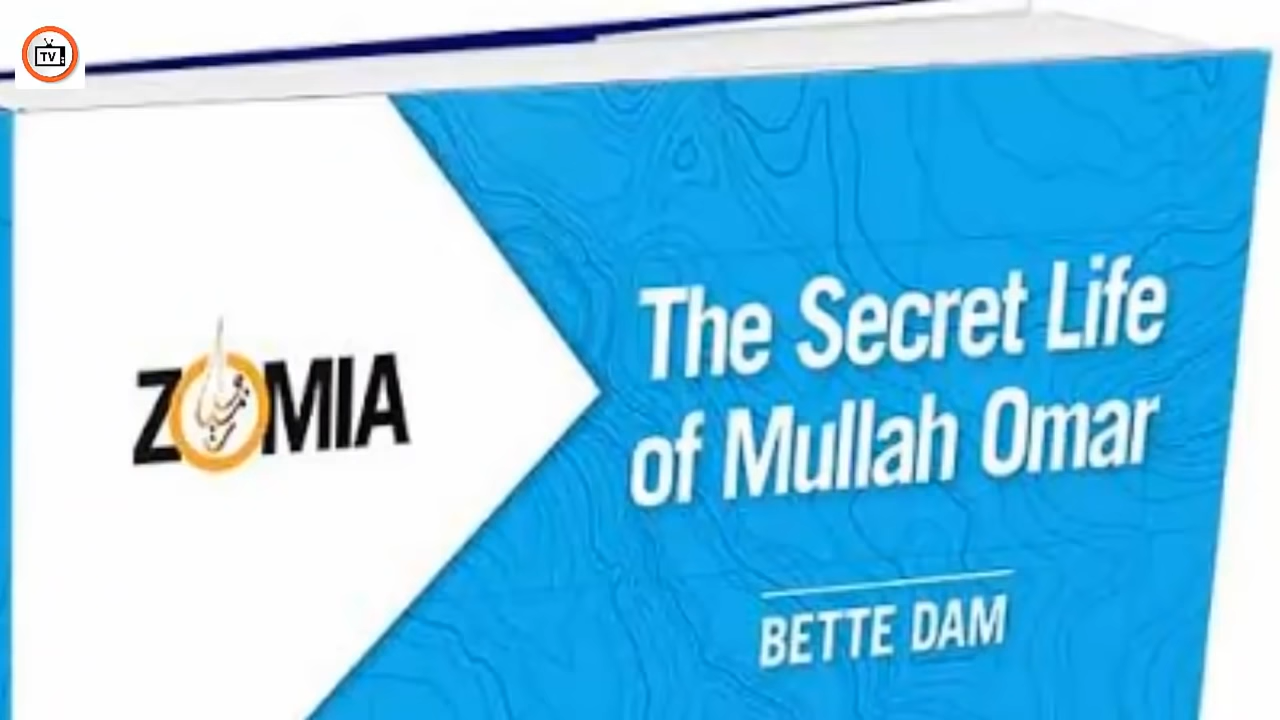 TV
ZOMIA
The Secret Life
of Mullah Omar
BETTE DAM